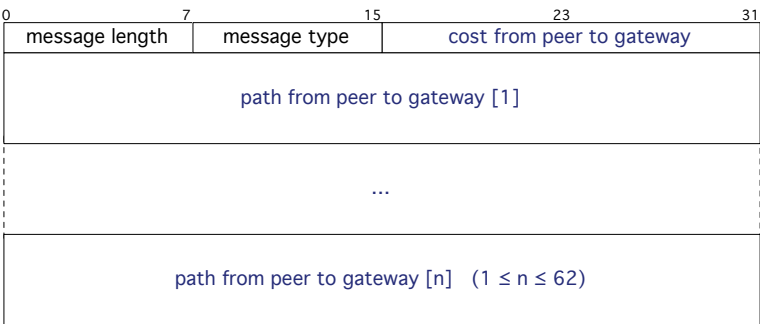 0 7 15 23 31
message length message type cost from peer to gateway
path from peer to gateway [1]
...
path from peer to gateway [n] (1 ≤ n ≤ 62)